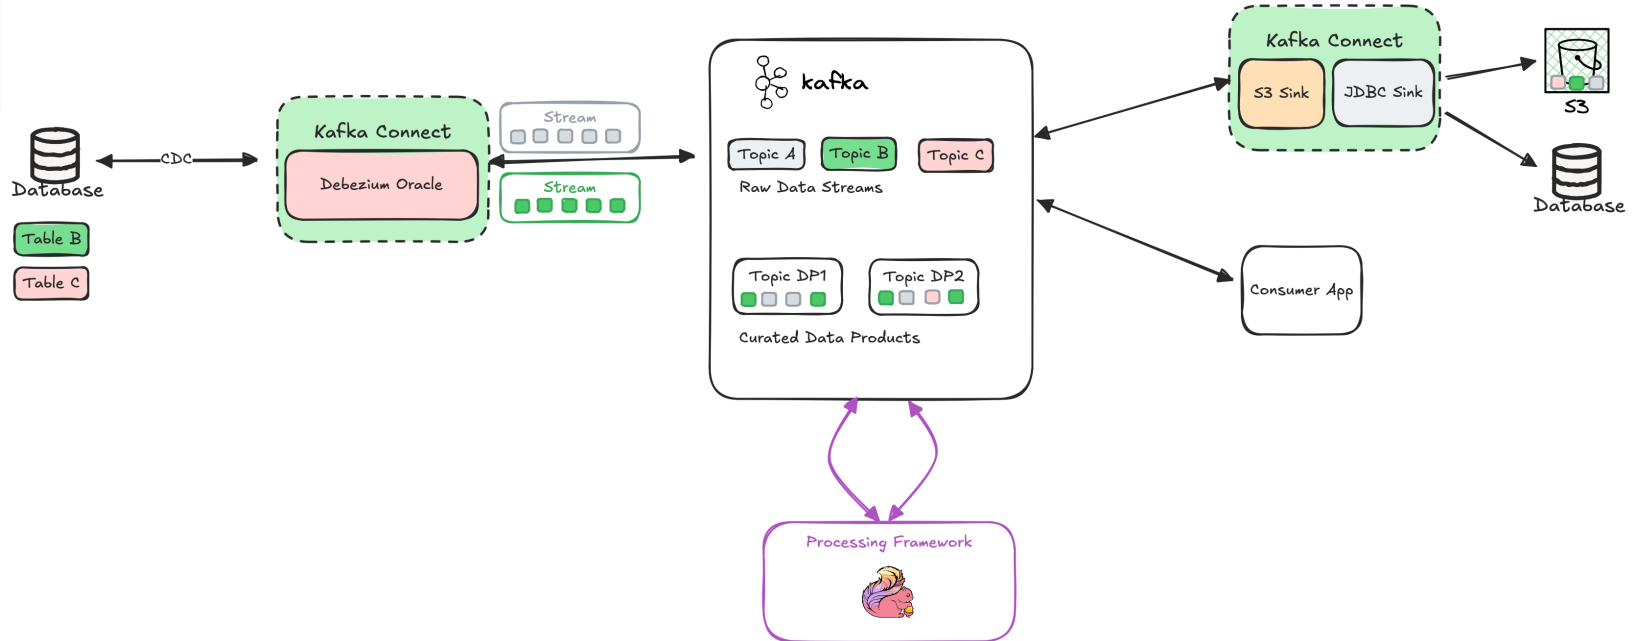 Database
Table B
Table C
CDC
Kafka Connect
Debezium Oracle
Stream
Stream
kafka
Topic A
Topic B
Topic C
Raw Data Streams
Topic DP1
Topic DP2
Curated Data Products
Processing Framework
Kafka Connect
S3 Sink
JDBC Sink
S3
Database
Consumer App